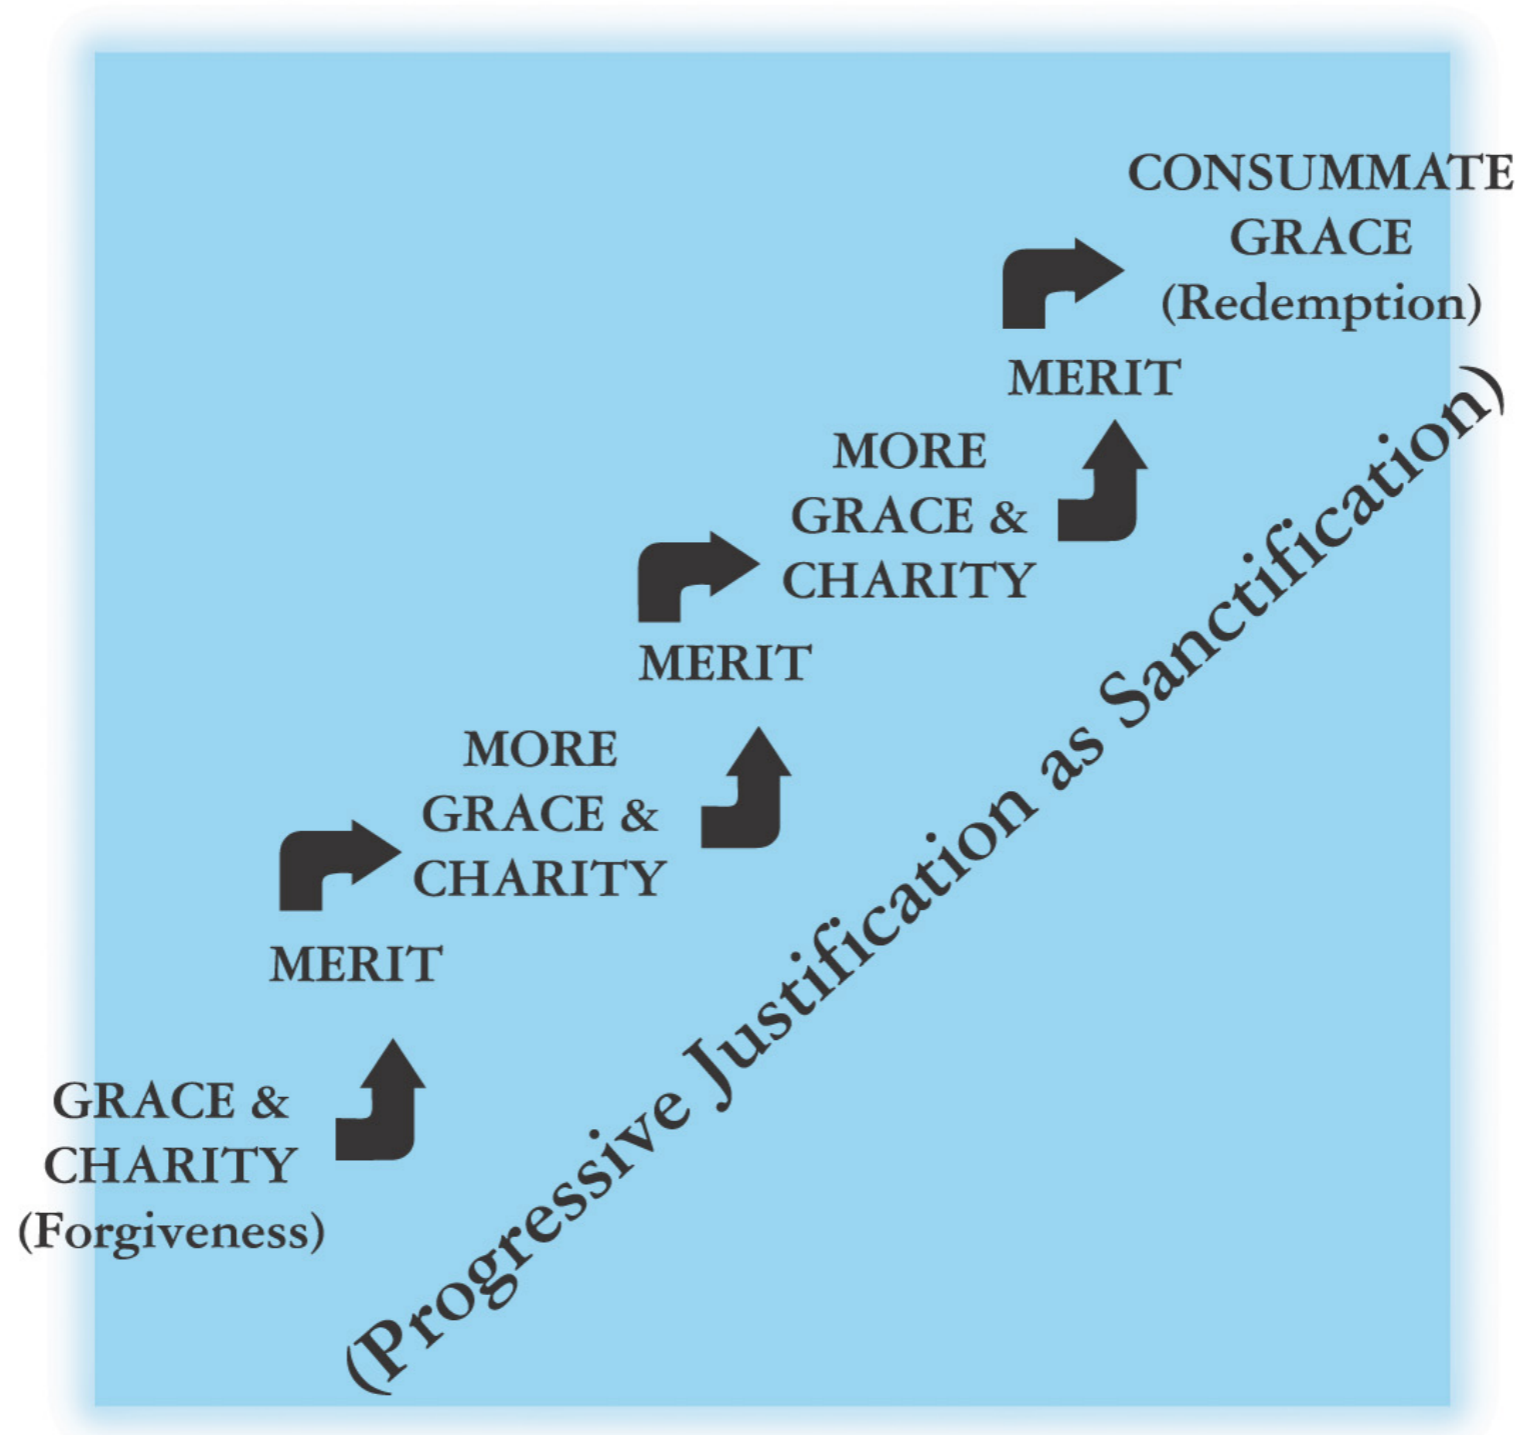 CONSUMMATE
GRACE
(Redemption)
MERIT
MORE
GRACE &
CHARITY
MERIT
MORE
GRACE &
CHARITY
MERIT
GRACE &
CHARITY
(Forgiveness)
(Progressive Justification as Sanctification)